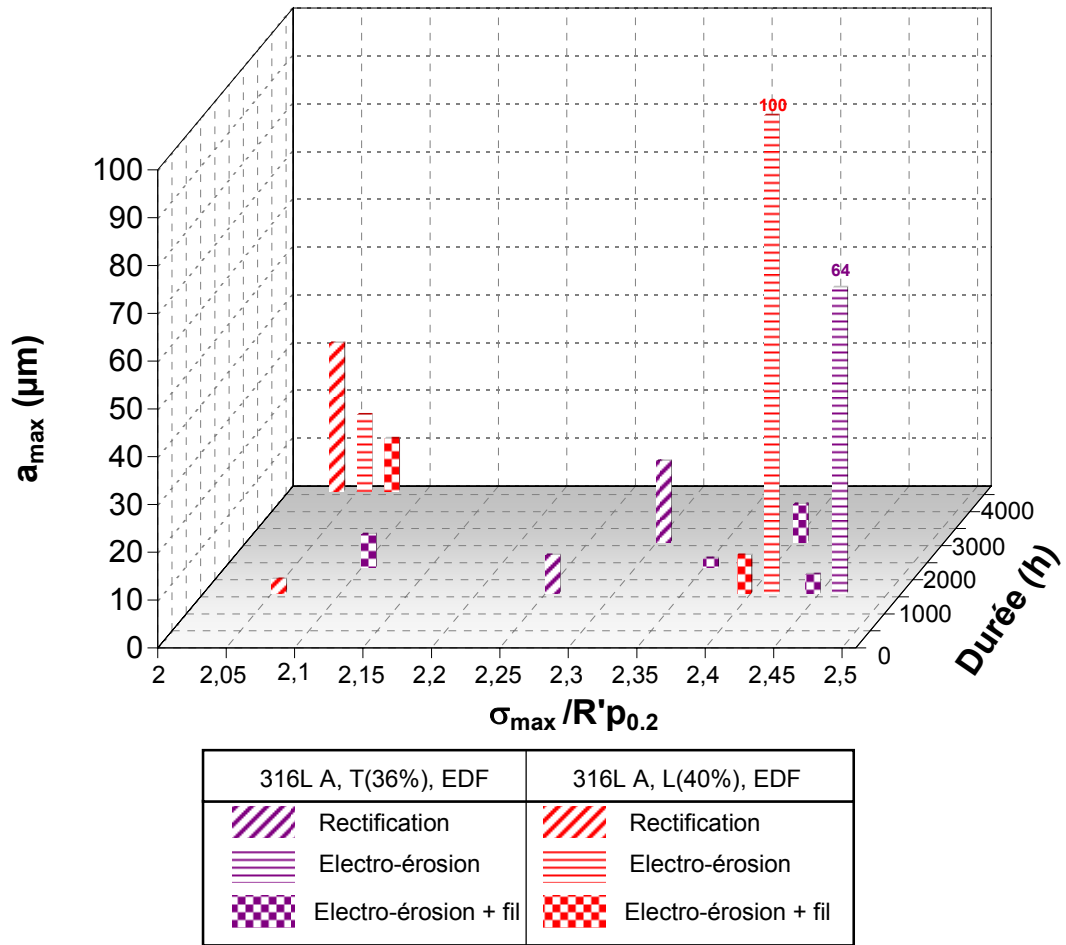 100
90
80
70
60
50
40
30
20
10
0
a_max (µm)
100
64
2 2,05 2,1 2,15 2,2 2,25 2,3 2,35 2,4 2,45 2,5
σ_max /R'p_0.2
0
1000
2000
3000
4000
Durée (h)
316L A, T(36%), EDF 316L A, L(40%), EDF
Rectification Rectification
Electro-érosion Electro-érosion
Electro-érosion + fil Electro-érosion + fil